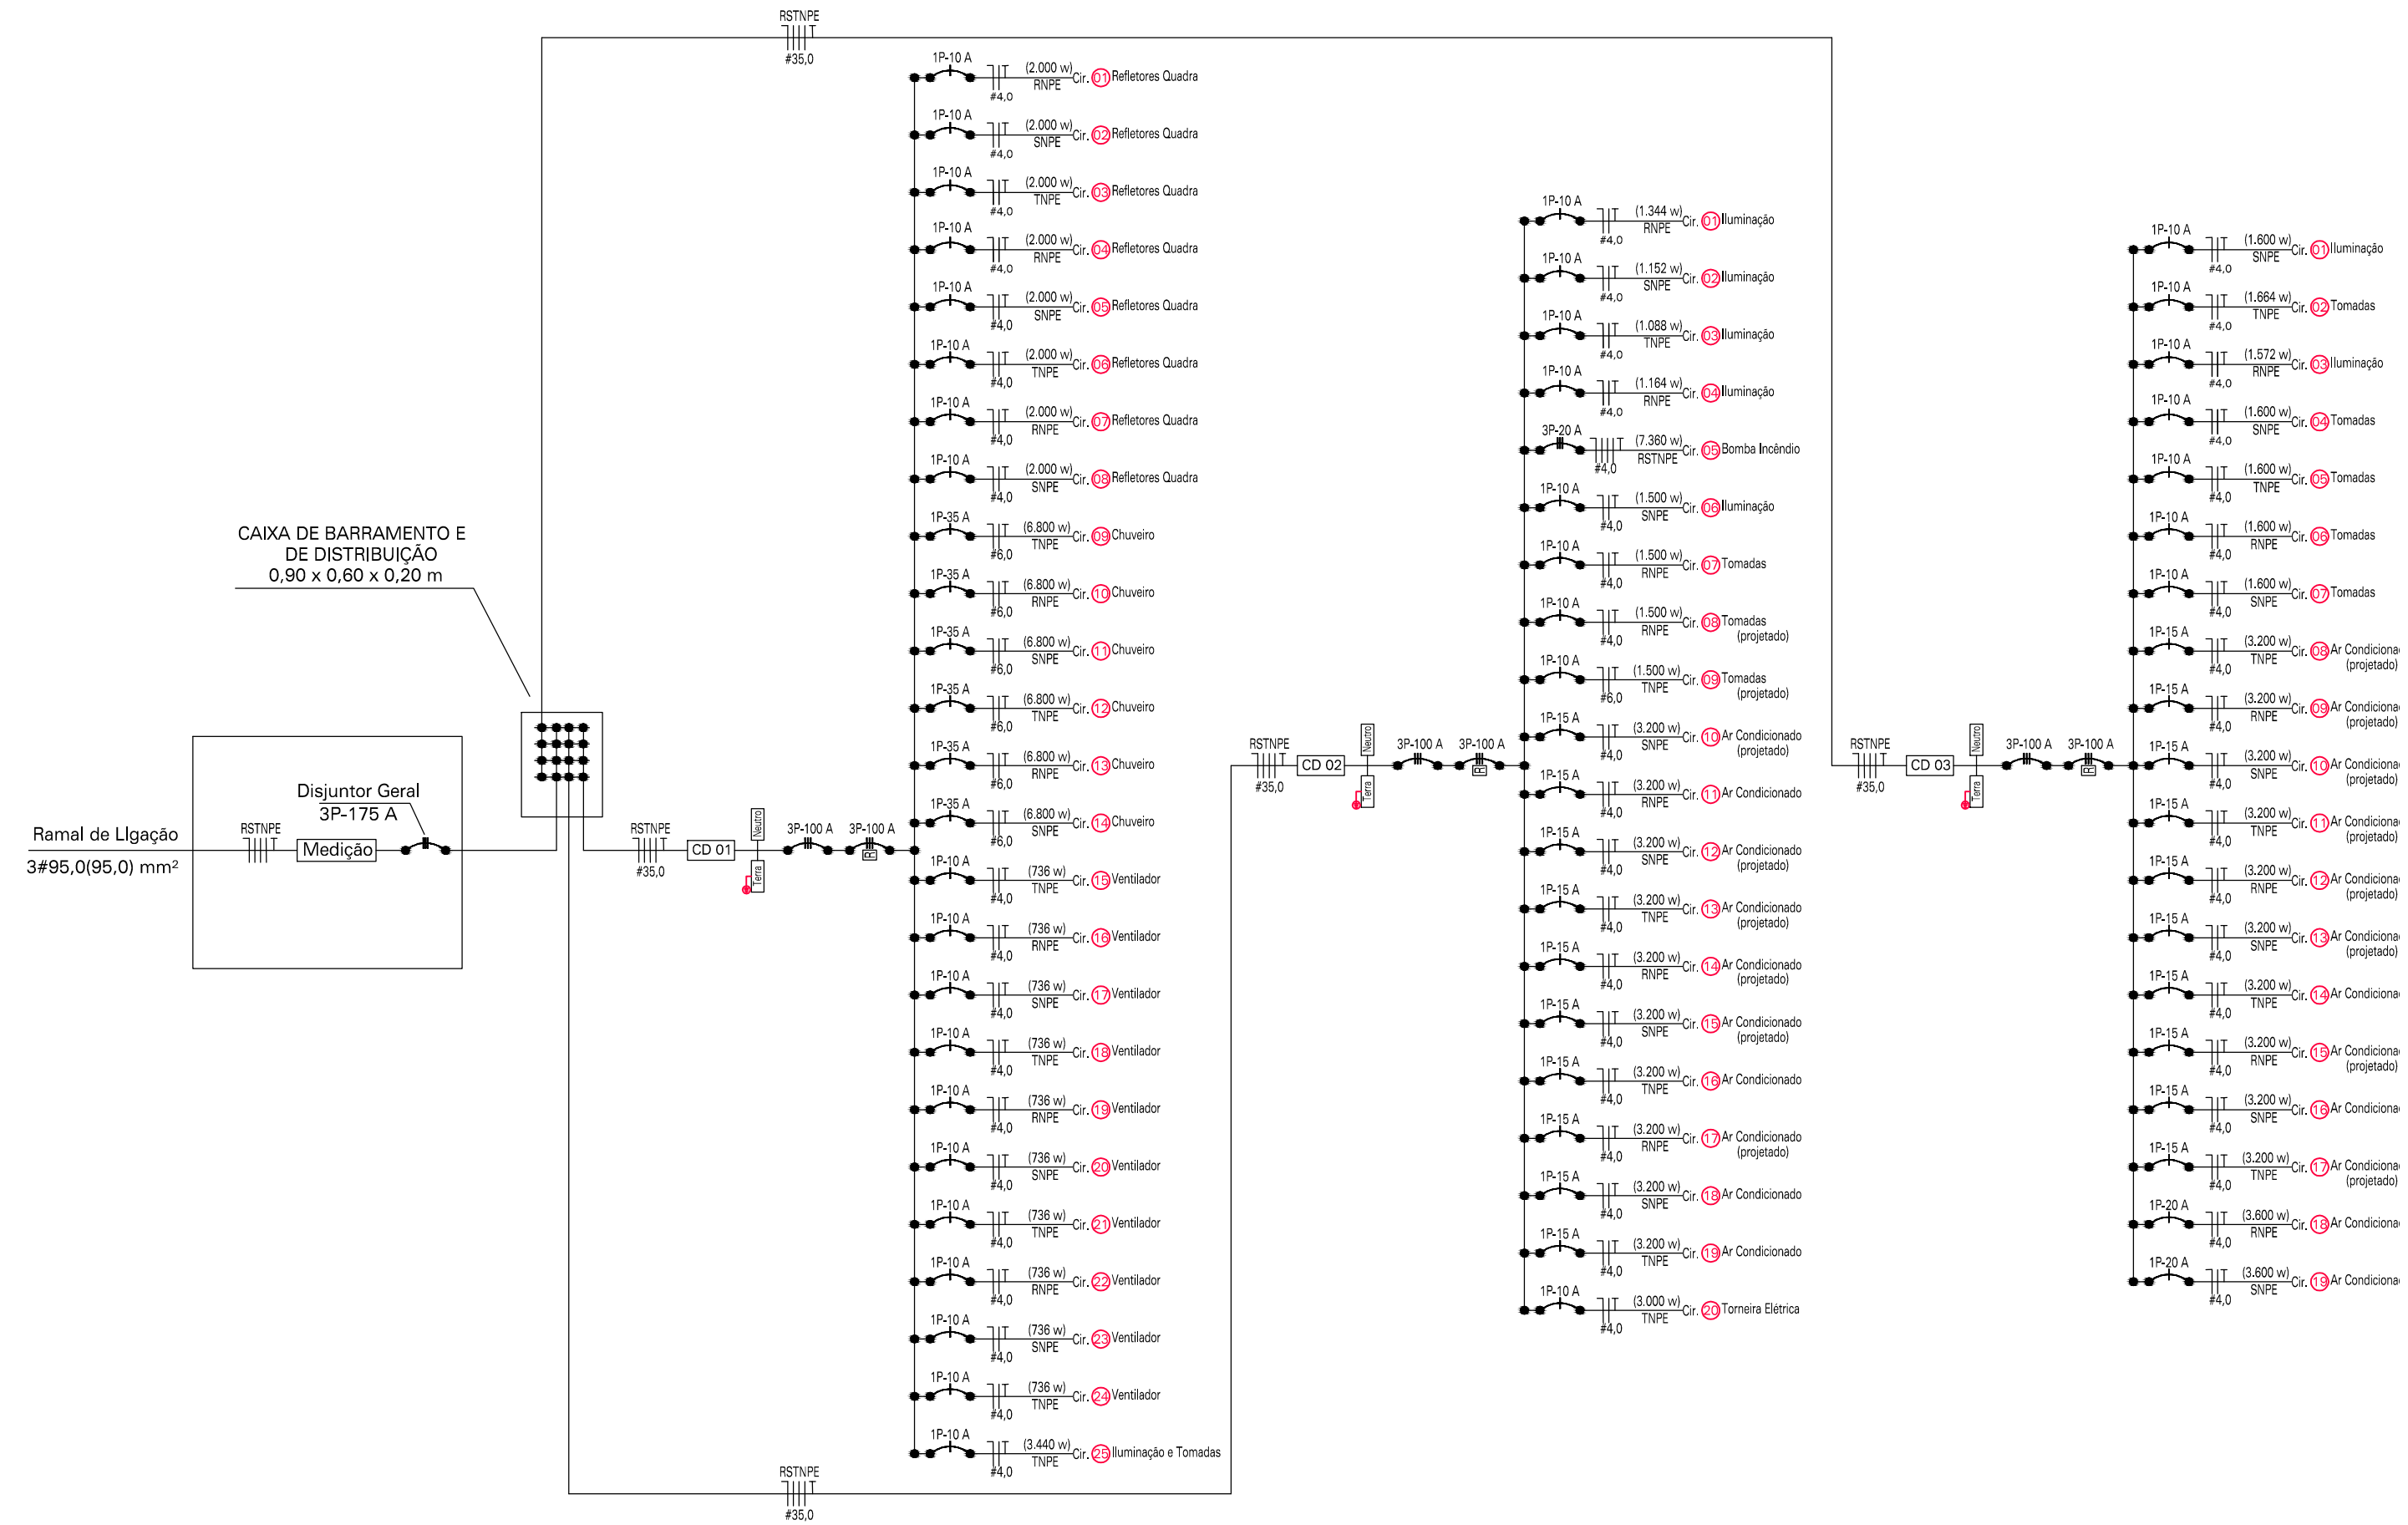 RSTNPE
#35,0
CAIXA DE BARRAMENTO E
DE DISTRIBUIÇÃO
0,90 x 0,60 x 0,20 m
Disjuntor Geral
3P-175 A
Ramal de LIgação
3#95,0(95,0) mm²
RSTNPE
Medição
RSTNPE
#35,0
CD 01
Neutro
Terra
3P-100 A
3P-100 A
R
1P-10 A #4,0 (2.000 w) RNPE Cir. 01 Refletores Quadra
1P-10 A #4,0 (2.000 w) SNPE Cir. 02 Refletores Quadra
1P-10 A #4,0 (2.000 w) TNPE Cir. 03 Refletores Quadra
1P-10 A #4,0 (2.000 w) RNPE Cir. 04 Refletores Quadra
1P-10 A #4,0 (2.000 w) SNPE Cir. 05 Refletores Quadra
1P-10 A #4,0 (2.000 w) TNPE Cir. 06 Refletores Quadra
1P-10 A #4,0 (2.000 w) RNPE Cir. 07 Refletores Quadra
1P-10 A #4,0 (2.000 w) SNPE Cir. 08 Refletores Quadra
1P-35 A #6,0 (6.800 w) TNPE Cir. 09 Chuveiro
1P-35 A #6,0 (6.800 w) RNPE Cir. 10 Chuveiro
1P-35 A #6,0 (6.800 w) SNPE Cir. 11 Chuveiro
1P-35 A #6,0 (6.800 w) TNPE Cir. 12 Chuveiro
1P-35 A #6,0 (6.800 w) RNPE Cir. 13 Chuveiro
1P-35 A #6,0 (6.800 w) SNPE Cir. 14 Chuveiro
1P-10 A #4,0 (736 w) TNPE Cir. 15 Ventilador
1P-10 A #4,0 (736 w) RNPE Cir. 16 Ventilador
1P-10 A #4,0 (736 w) SNPE Cir. 17 Ventilador
1P-10 A #4,0 (736 w) TNPE Cir. 18 Ventilador
1P-10 A #4,0 (736 w) RNPE Cir. 19 Ventilador
1P-10 A #4,0 (736 w) SNPE Cir. 20 Ventilador
1P-10 A #4,0 (736 w) TNPE Cir. 21 Ventilador
1P-10 A #4,0 (736 w) RNPE Cir. 22 Ventilador
1P-10 A #4,0 (736 w) SNPE Cir. 23 Ventilador
1P-10 A #4,0 (736 w) TNPE Cir. 24 Ventilador
1P-10 A #4,0 (3.440 w) TNPE Cir. 25 Iluminação e Tomadas
RSTNPE
#35,0
RSTNPE
#35,0
CD 02
Neutro
Terra
3P-100 A
3P-100 A
R
1P-10 A #4,0 (1.344 w) RNPE Cir. 01 Iluminação
1P-10 A #4,0 (1.152 w) SNPE Cir. 02 Iluminação
1P-10 A #4,0 (1.088 w) TNPE Cir. 03 Iluminação
1P-10 A #4,0 (1.164 w) RNPE Cir. 04 Iluminação
3P-20 A #4,0 (7.360 w) RSTNPE Cir. 05 Bomba Incêndio
1P-10 A #4,0 (1.500 w) SNPE Cir. 06 Iluminação
1P-10 A #4,0 (1.500 w) RNPE Cir. 07 Tomadas
1P-10 A #4,0 (1.500 w) RNPE Cir. 08 Tomadas
(projetado)
1P-10 A #6,0 (1.500 w) TNPE Cir. 09 Tomadas
(projetado)
1P-15 A #4,0 (3.200 w) SNPE Cir. 10 Ar Condicionado
(projetado)
1P-15 A #4,0 (3.200 w) RNPE Cir. 11 Ar Condicionado
1P-15 A #4,0 (3.200 w) SNPE Cir. 12 Ar Condicionado
(projetado)
1P-15 A #4,0 (3.200 w) TNPE Cir. 13 Ar Condicionado
(projetado)
1P-15 A #4,0 (3.200 w) RNPE Cir. 14 Ar Condicionado
(projetado)
1P-15 A #4,0 (3.200 w) SNPE Cir. 15 Ar Condicionado
(projetado)
1P-15 A #4,0 (3.200 w) TNPE Cir. 16 Ar Condicionado
1P-15 A #4,0 (3.200 w) RNPE Cir. 17 Ar Condicionado
(projetado)
1P-15 A #4,0 (3.200 w) SNPE Cir. 18 Ar Condicionado
1P-15 A #4,0 (3.200 w) TNPE Cir. 19 Ar Condicionado
1P-10 A #4,0 (3.000 w) TNPE Cir. 20 Torneira Elétrica
RSTNPE
#35,0
CD 03
Neutro
Terra
3P-100 A
3P-100 A
R
1P-10 A #4,0 (1.600 w) SNPE Cir. 01 Iluminação
1P-10 A #4,0 (1.664 w) TNPE Cir. 02 Tomadas
1P-10 A #4,0 (1.572 w) RNPE Cir. 03 Iluminação
1P-10 A #4,0 (1.600 w) SNPE Cir. 04 Tomadas
1P-10 A #4,0 (1.600 w) TNPE Cir. 05 Tomadas
1P-10 A #4,0 (1.600 w) RNPE Cir. 06 Tomadas
1P-10 A #4,0 (1.600 w) SNPE Cir. 07 Tomadas
1P-15 A #4,0 (3.200 w) TNPE Cir. 08 Ar Condiciona
(projetado)
1P-15 A #4,0 (3.200 w) RNPE Cir. 09 Ar Condiciona
(projetado)
1P-15 A #4,0 (3.200 w) SNPE Cir. 10 Ar Condiciona
(projetado)
1P-15 A #4,0 (3.200 w) TNPE Cir. 11 Ar Condiciona
(projetado)
1P-15 A #4,0 (3.200 w) RNPE Cir. 12 Ar Condiciona
(projetado)
1P-15 A #4,0 (3.200 w) SNPE Cir. 13 Ar Condiciona
(projetado)
1P-15 A #4,0 (3.200 w) TNPE Cir. 14 Ar Condiciona
1P-15 A #4,0 (3.200 w) RNPE Cir. 15 Ar Condiciona
(projetado)
1P-15 A #4,0 (3.200 w) SNPE Cir. 16 Ar Condiciona
1P-15 A #4,0 (3.200 w) TNPE Cir. 17 Ar Condiciona
(projetado)
1P-20 A #4,0 (3.600 w) RNPE Cir. 18 Ar Condiciona
1P-20 A #4,0 (3.600 w) SNPE Cir. 19 Ar Condiciona